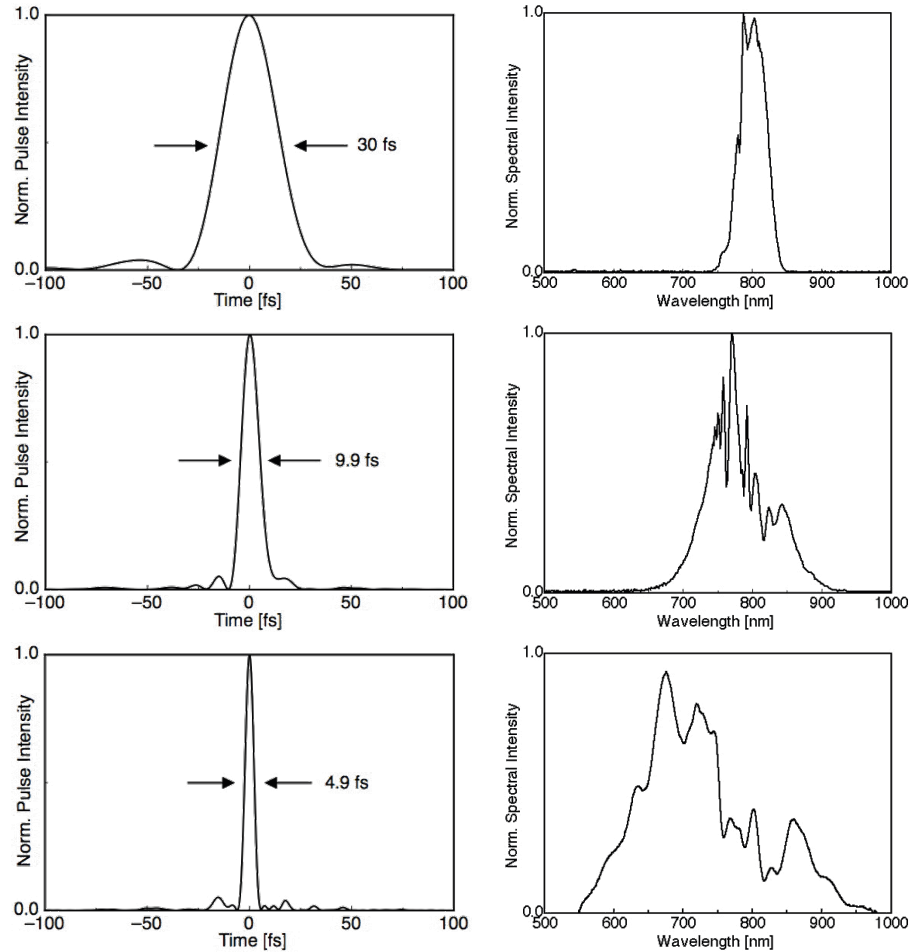 Norm. Pulse Intensity
1.0
0.0
30 fs
−100 −50 0 50 100
Time [fs]
Norm. Spectral Intensity
1.0
0.0
500 600 700 800 900 1000
Wavelength [nm]
Norm. Pulse Intensity
1.0
0.0
9.9 fs
−100 −50 0 50 100
Time [fs]
Norm. Spectral Intensity
1.0
0.0
500 600 700 800 900 1000
Wavelength [nm]
Norm. Pulse Intensity
1.0
0.0
4.9 fs
−100 −50 0 50 100
Time [fs]
Norm. Spectral Intensity
1.0
0.0
500 600 700 800 900 1000
Wavelength [nm]